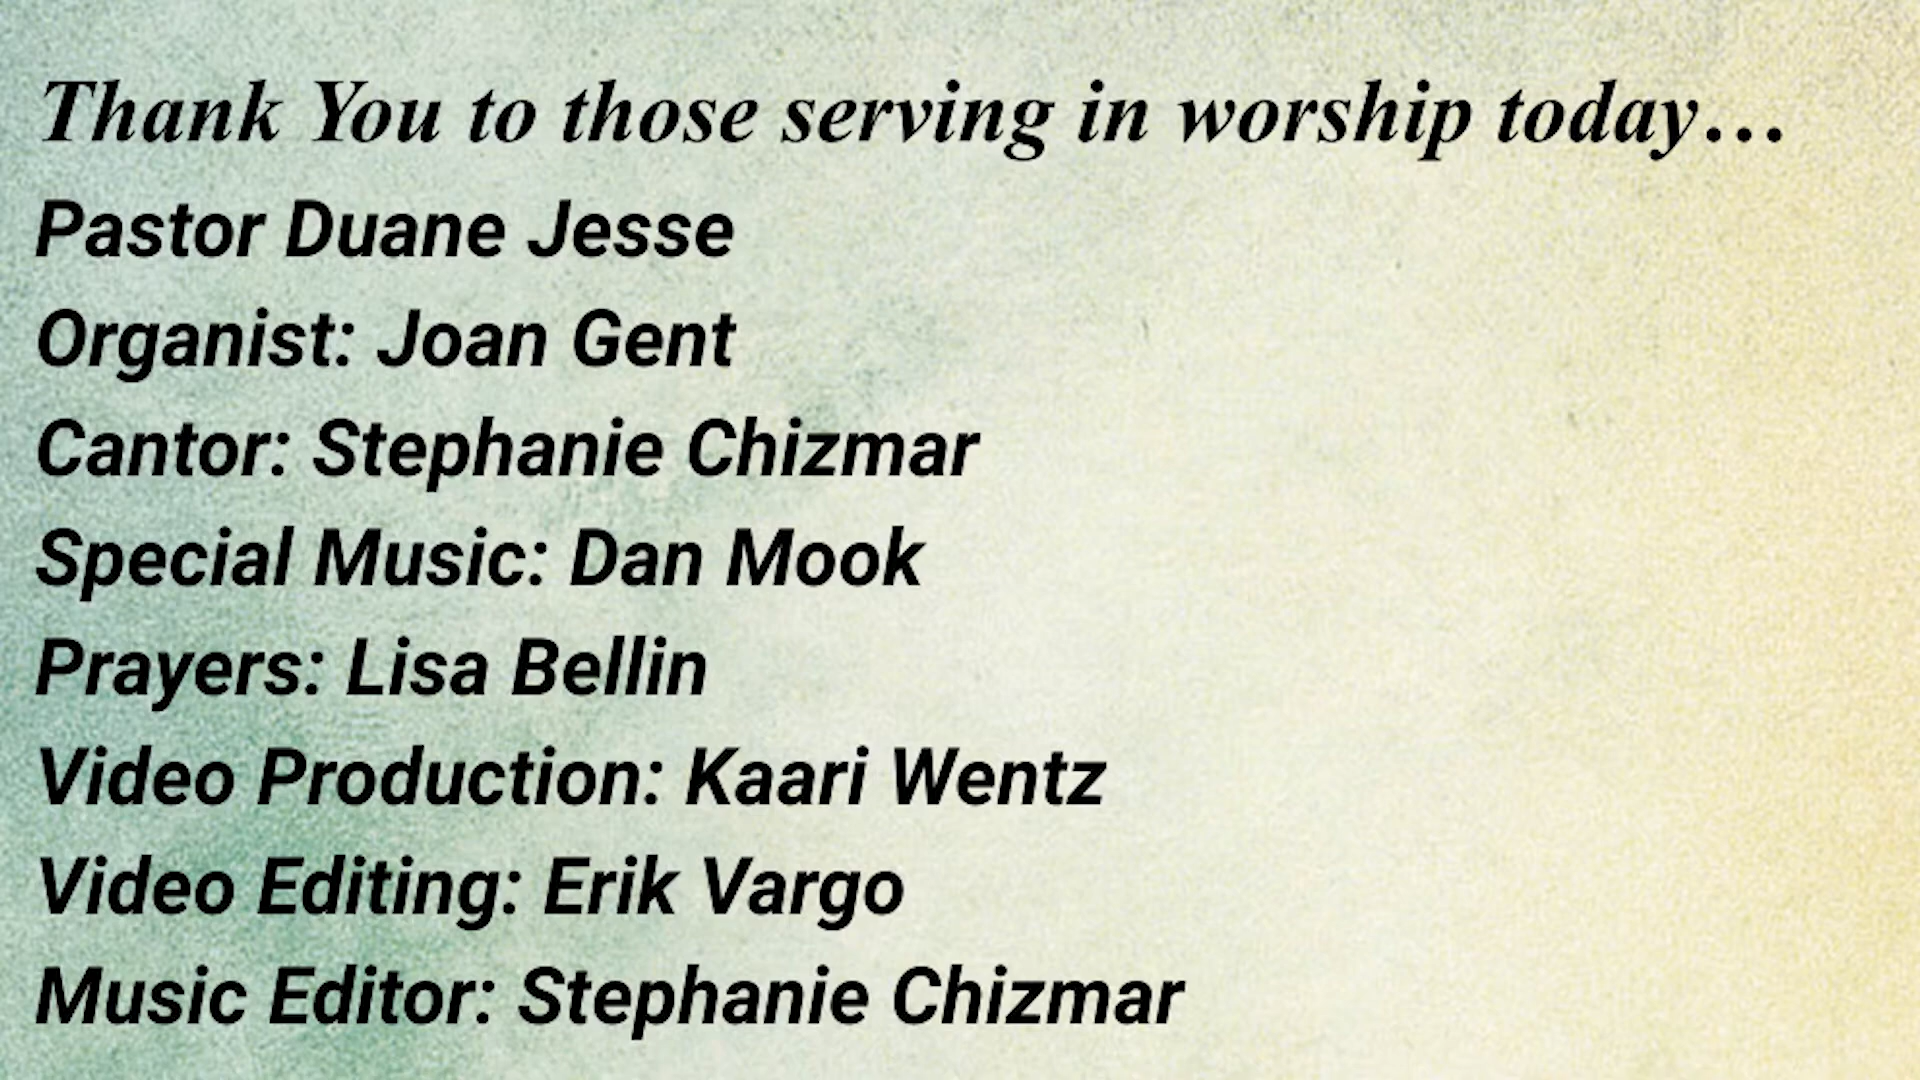 Thank You to those serving in worship today…
Pastor Duane Jesse
Organist: Joan Gent
Cantor: Stephanie Chizmar
Special Music: Dan Mook
Prayers: Lisa Bellin
Video Production: Kaari Wentz
Video Editing: Erik Vargo
Music Editor: Stephanie Chizmar